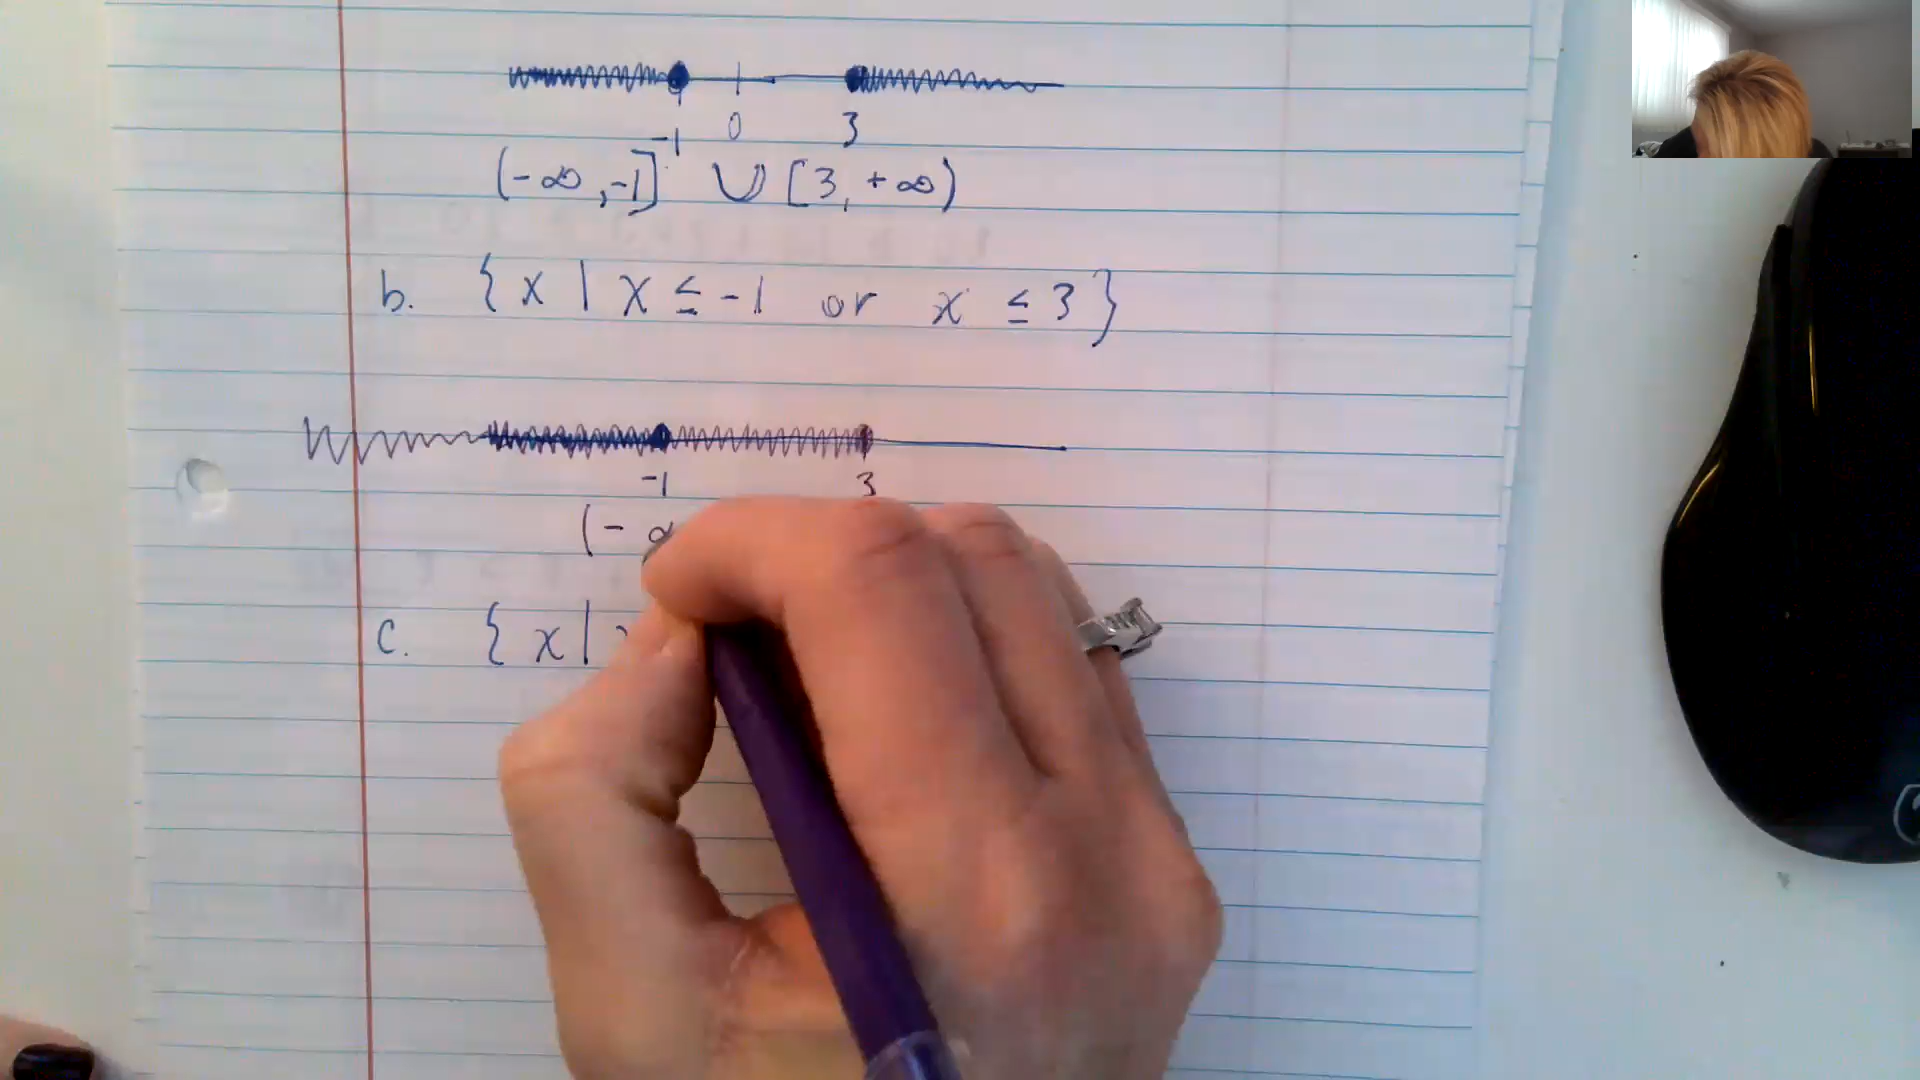 -1 0 3
(-∞, -1] ∪ [3, +∞)
b. {x | x ≤ -1 or x ≤ 3}
-1 3
(-
c. {x |